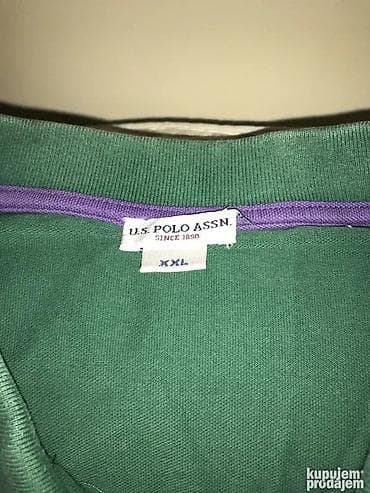 U.S. POLO ASSN.
SINCE 1890
XXL
kupujem
prodajem